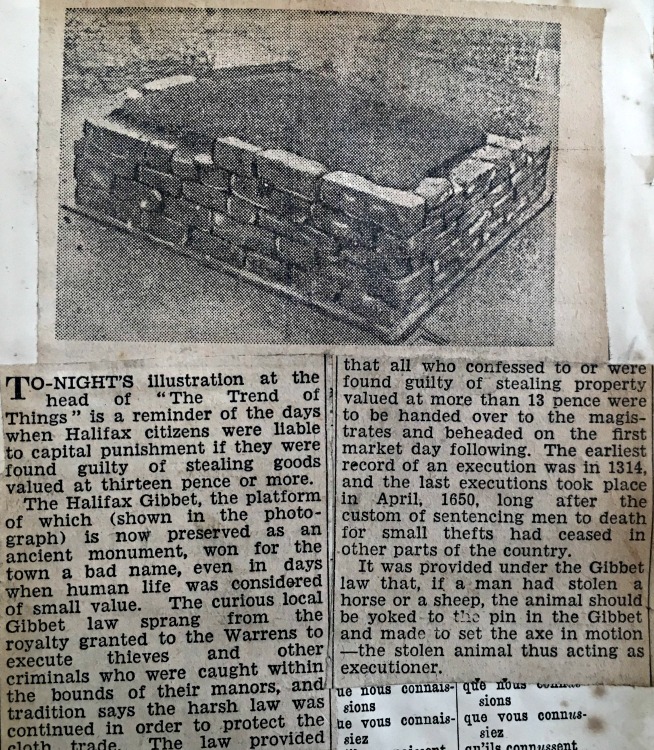 TO-NIGHT'S illustration at the
head of "The Trend of
Things" is a reminder of the days
when Halifax citizens were liable
to capital punishment if they were
found guilty of stealing goods
valued at thirteen pence or more.
The Halifax Gibbet, the platform
of which (shown in the photo-
graph) is now preserved as an
ancient monument, won for the
town a bad name, even in days
when human life was considered
of small value. The curious local
Gibbet law sprang from the
royalty granted to the Warrens to
execute thieves and other
criminals who were caught within
the bounds of their manors, and
tradition says the harsh law was
continued in order to protect the
cloth trade. The law provided
that all who confessed to or were
found guilty of stealing property
valued at more than 13 pence were
to be handed over to the magis-
trates and beheaded on the first
market day following. The earliest
record of an execution was in 1314,
and the last executions took place
in April, 1650, long after the
custom of sentencing men to death
for small thefts had ceased in
other parts of the country.
It was provided under the Gibbet
law that, if a man had stolen a
horse or a sheep, the animal should
be yoked to the pin in the Gibbet
and made to set the axe in motion
—the stolen animal thus acting as
executioner.
ue nous connais-
sions
ue vous connais-
siez
que nous
sions
que vous connus-
siez
qu'ils connussent